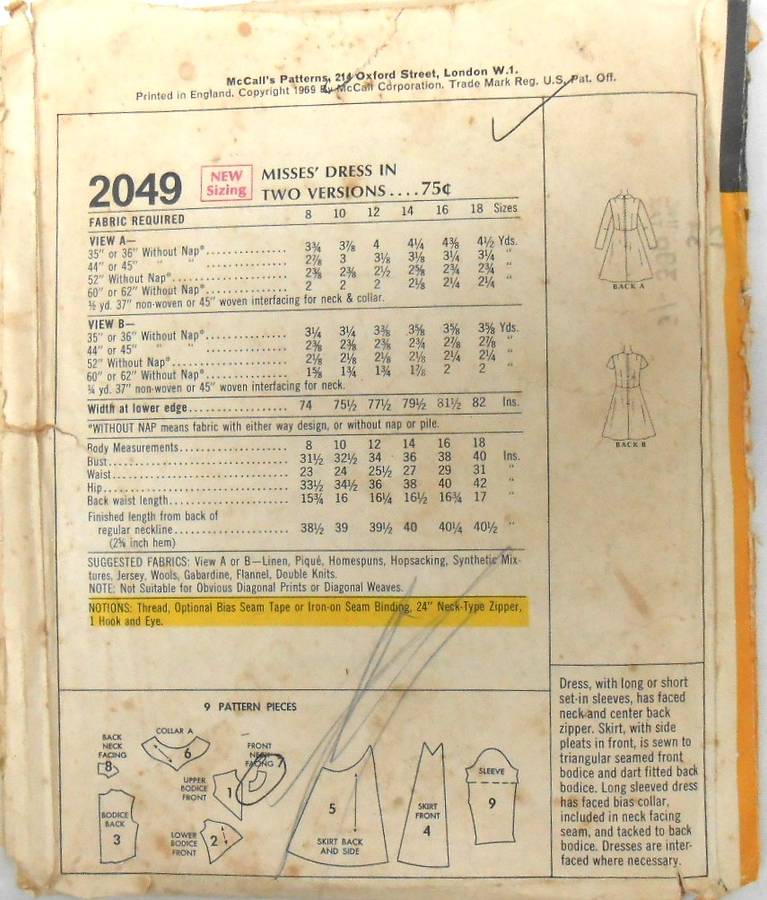 McCall's Patterns, 214 Oxford Street, London W.1.
Printed in England. Copyright 1969 By McCall Corporation. Trade Mark Reg. U.S. Pat. Off.
2049 NEW Sizing MISSES' DRESS IN
TWO VERSIONS....75¢
FABRIC REQUIRED 8 10 12 14 16 18 Sizes
VIEW A—
35" or 36" Without Nap*............... 3¾ 3⅞ 4 4¼ 4⅜ 4½ Yds.
44" or 45" " "............... 2⅞ 3 3⅛ 3⅛ 3¼ 3¼ "
52" Without Nap*............... 2⅜ 2⅜ 2½ 2⅝ 2¾ 2¾ "
60" or 62" Without Nap*............... 2 2 2 2⅛ 2¼ 2¼ "
½ yd. 37" non-woven or 45" woven interfacing for neck & collar.
VIEW B—
35" or 36" Without Nap*............... 3¼ 3¼ 3⅜ 3⅝ 3⅝ 3⅝ Yds.
44" or 45" " "............... 2⅜ 2⅜ 2⅜ 2¾ 2⅞ 2⅞ "
52" Without Nap*............... 2⅛ 2⅛ 2⅛ 2⅛ 2¼ 2¼ "
60" or 62" Without Nap*............... 1⅝ 1¾ 1¾ 1⅞ 2 2 "
¼ yd. 37" non-woven or 45" woven interfacing for neck.
Width at lower edge................. 74 75½ 77½ 79½ 81½ 82 Ins.
*WITHOUT NAP means fabric with either way design, or without nap or pile.
Body Measurements................... 8 10 12 14 16 18
Bust............................... 31½ 32½ 34 36 38 40 Ins.
Waist............................... 23 24 25½ 27 29 31 "
Hip................................. 33½ 34½ 36 38 40 42 "
Back waist length.................... 15¾ 16 16¼ 16½ 16¾ 17 "
Finished length from back of
regular neckline.................... 38½ 39 39½ 40 40¼ 40½ "
(2⅝ inch hem)
SUGGESTED FABRICS: View A or B—Linen, Piqué, Homespuns, Hopsacking, Synthetic Mix-
tures, Jersey, Wools, Gabardine, Flannel, Double Knits.
NOTE: Not Suitable for Obvious Diagonal Prints or Diagonal Weaves.
NOTIONS: Thread, Optional Bias Seam Tape or Iron-on Seam Binding, 24" Neck-Type Zipper,
1 Hook and Eye.
BACK A
BACK B
9 PATTERN PIECES
BACK
NECK
FACING
8
COLLAR A
6
FRONT
NECK
FACING 7
UPPER
BODICE
FRONT
1
BODICE
BACK
3
LOWER
BODICE
FRONT
2
5
SKIRT BACK
AND SIDE
SKIRT
FRONT
4
SLEEVE
9
Dress, with long or short
set-in sleeves, has faced
neck and center back
zipper. Skirt, with side
pleats in front, is sewn to
triangular seamed front
bodice and dart fitted back
bodice. Long sleeved dress
has faced bias collar,
included in neck facing
seam, and tacked to back
bodice. Dresses are inter-
faced where necessary.